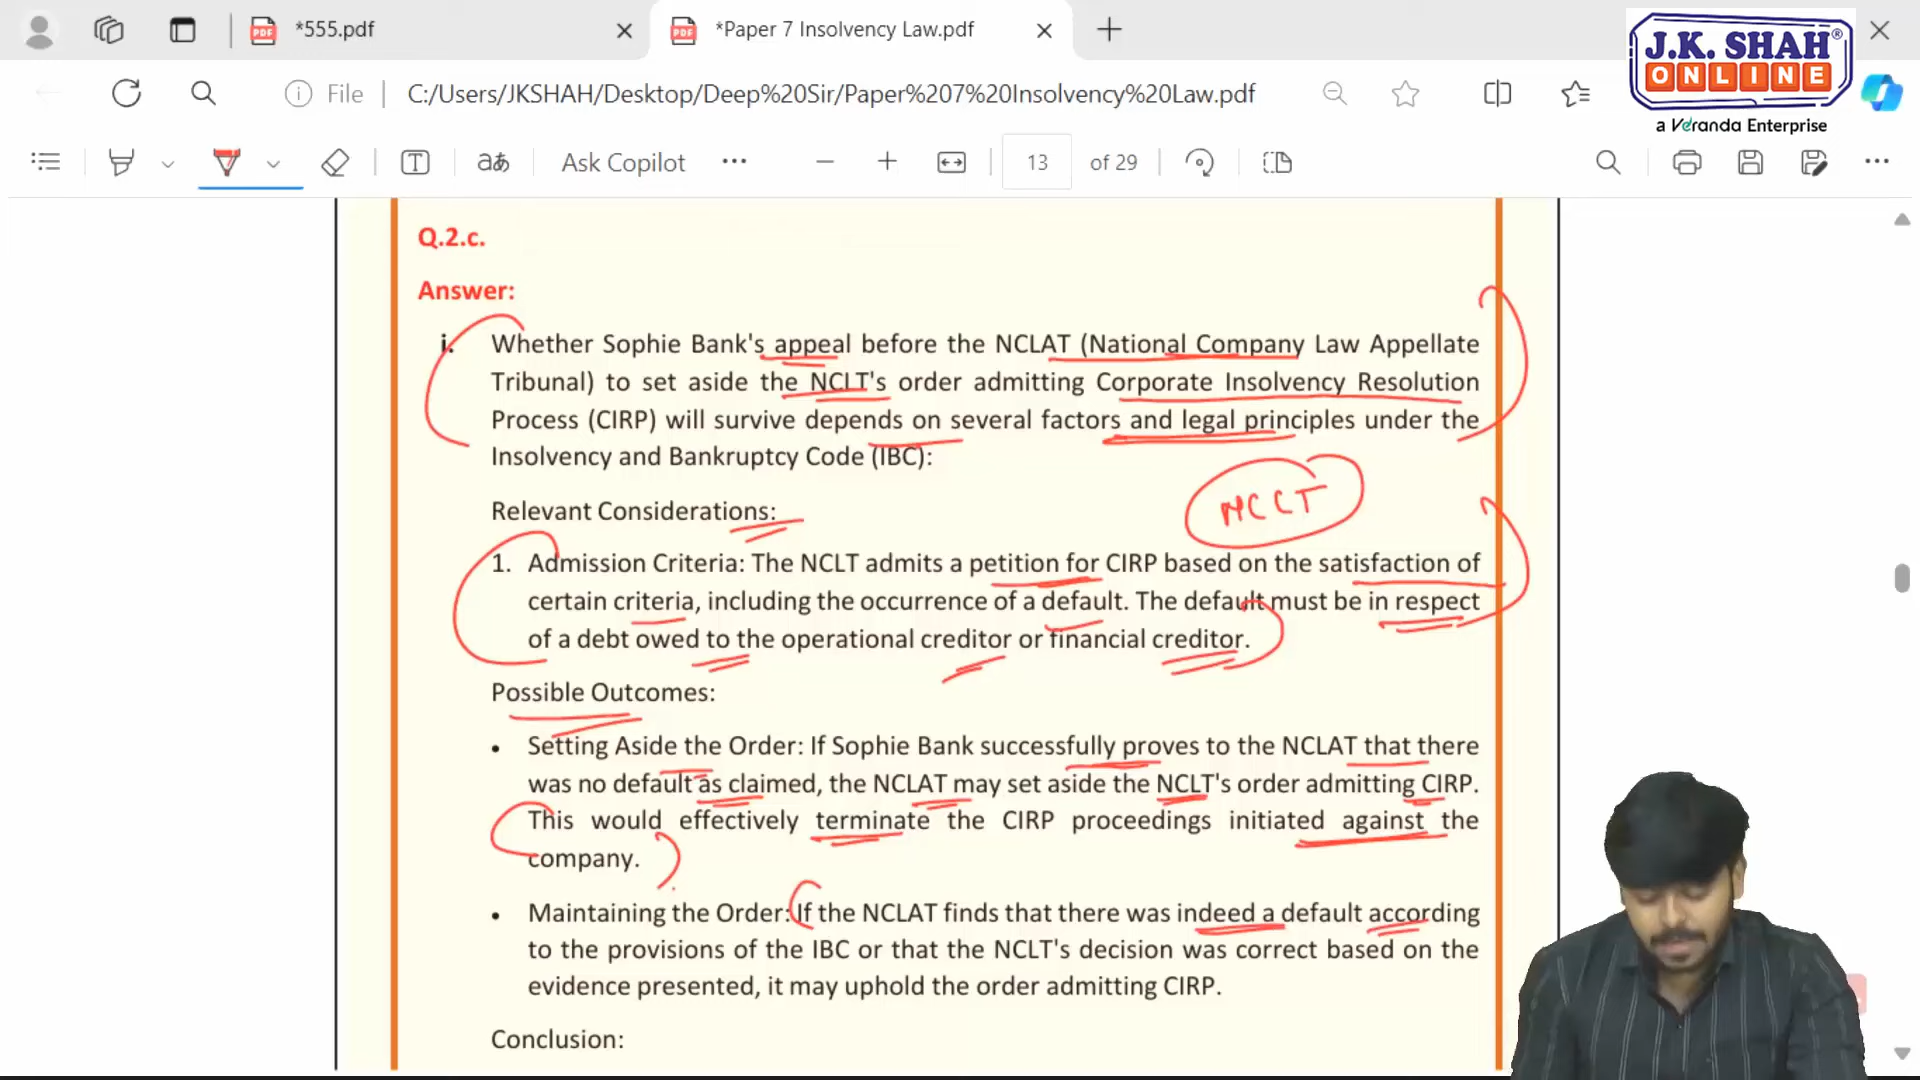 *555.pdf
*Paper 7 Insolvency Law.pdf
J.K. SHAH®
ONLINE
a Veranda Enterprise
File
C:/Users/JKSHAH/Desktop/Deep%20Sir/Paper%207%20Insolvency%20Law.pdf
PDF
PDF
aあ
Ask Copilot
13
of 29
Q.2.c.
Answer:
i. Whether Sophie Bank's appeal before the NCLAT (National Company Law Appellate
Tribunal) to set aside the NCLT's order admitting Corporate Insolvency Resolution
Process (CIRP) will survive depends on several factors and legal principles under the
Insolvency and Bankruptcy Code (IBC):
NCLT
Relevant Considerations:
1. Admission Criteria: The NCLT admits a petition for CIRP based on the satisfaction of
certain criteria, including the occurrence of a default. The default must be in respect
of a debt owed to the operational creditor or financial creditor.
Possible Outcomes:
• Setting Aside the Order: If Sophie Bank successfully proves to the NCLAT that there
was no default as claimed, the NCLAT may set aside the NCLT's order admitting CIRP.
This would effectively terminate the CIRP proceedings initiated against the
company.
• Maintaining the Order: If the NCLAT finds that there was indeed a default according
to the provisions of the IBC or that the NCLT's decision was correct based on the
evidence presented, it may uphold the order admitting CIRP.
Conclusion: